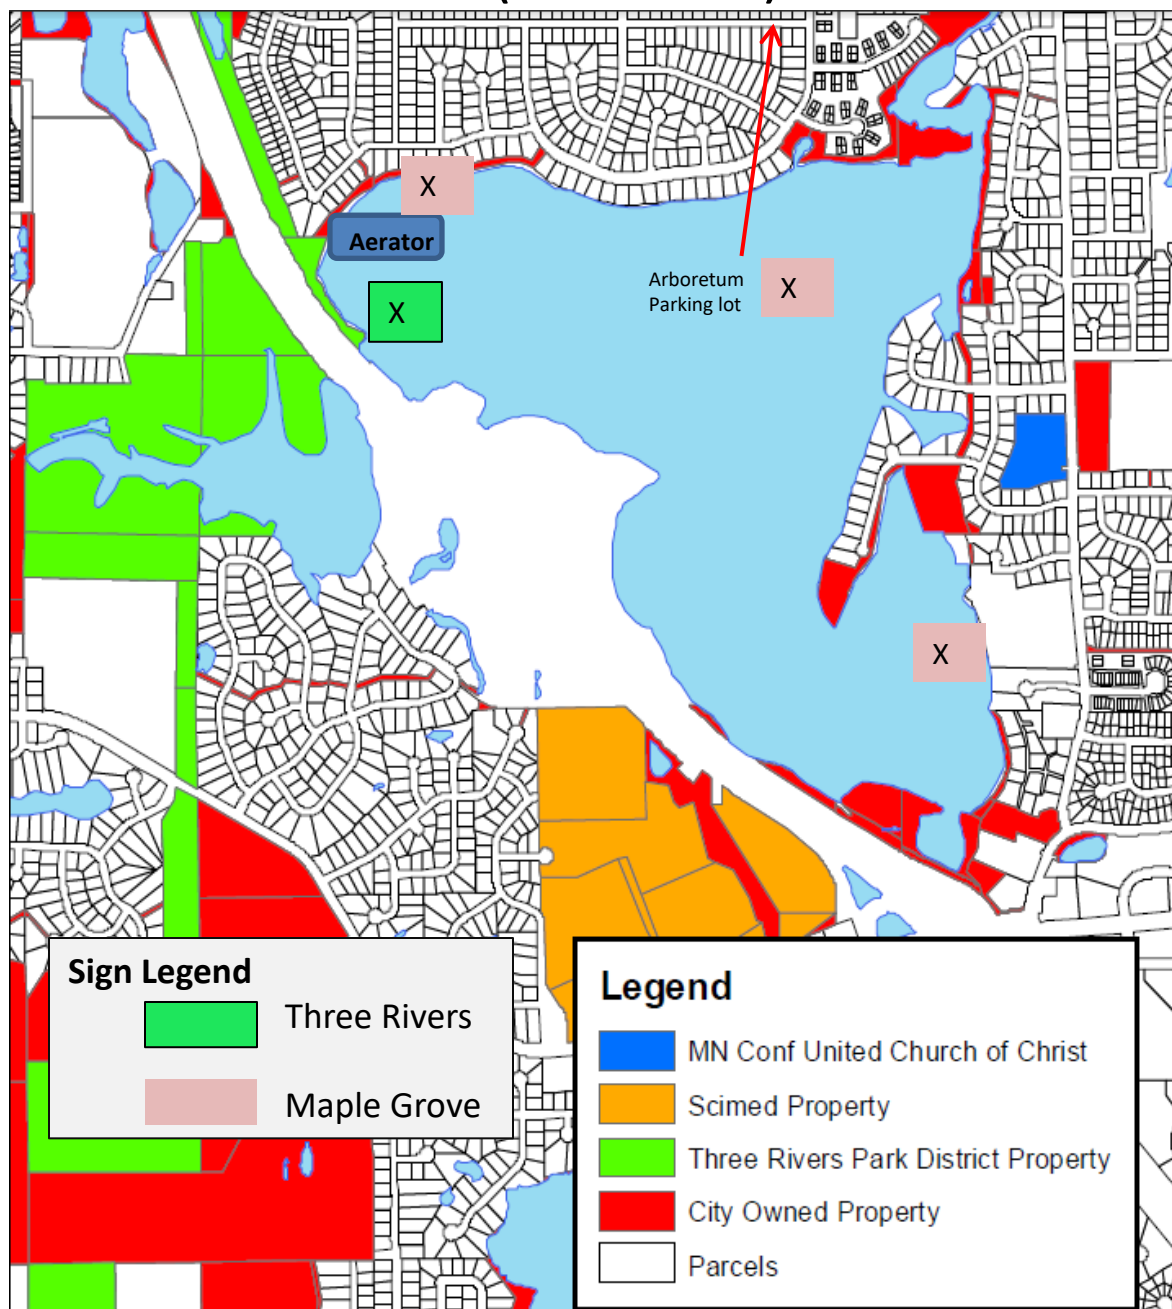 X
Aerator
X
Arboretum
Parking lot
X
X
Sign Legend
Three Rivers
Maple Grove
Legend
MN Conf United Church of Christ
Scimed Property
Three Rivers Park District Property
City Owned Property
Parcels